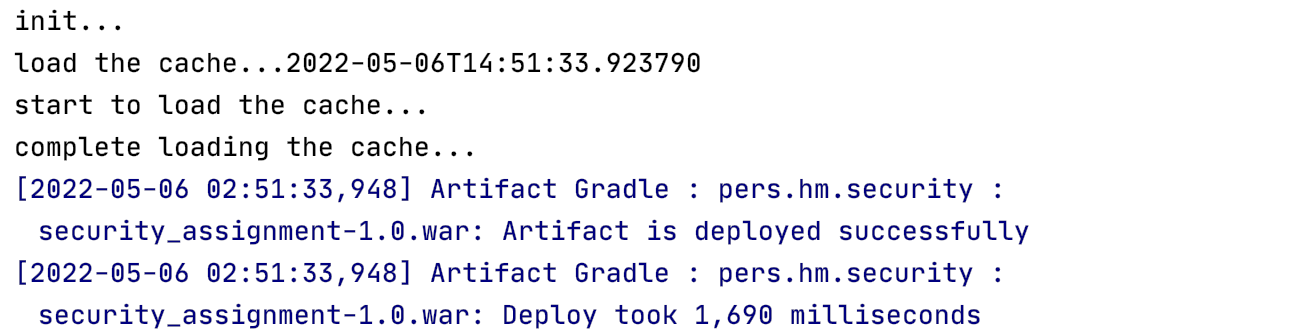 init...
load the cache...2022-05-06T14:51:33.923790
start to load the cache...
complete loading the cache...
[2022-05-06 02:51:33,948] Artifact Gradle : pers.hm.security :
security_assignment-1.0.war: Artifact is deployed successfully
[2022-05-06 02:51:33,948] Artifact Gradle : pers.hm.security :
security_assignment-1.0.war: Deploy took 1,690 milliseconds